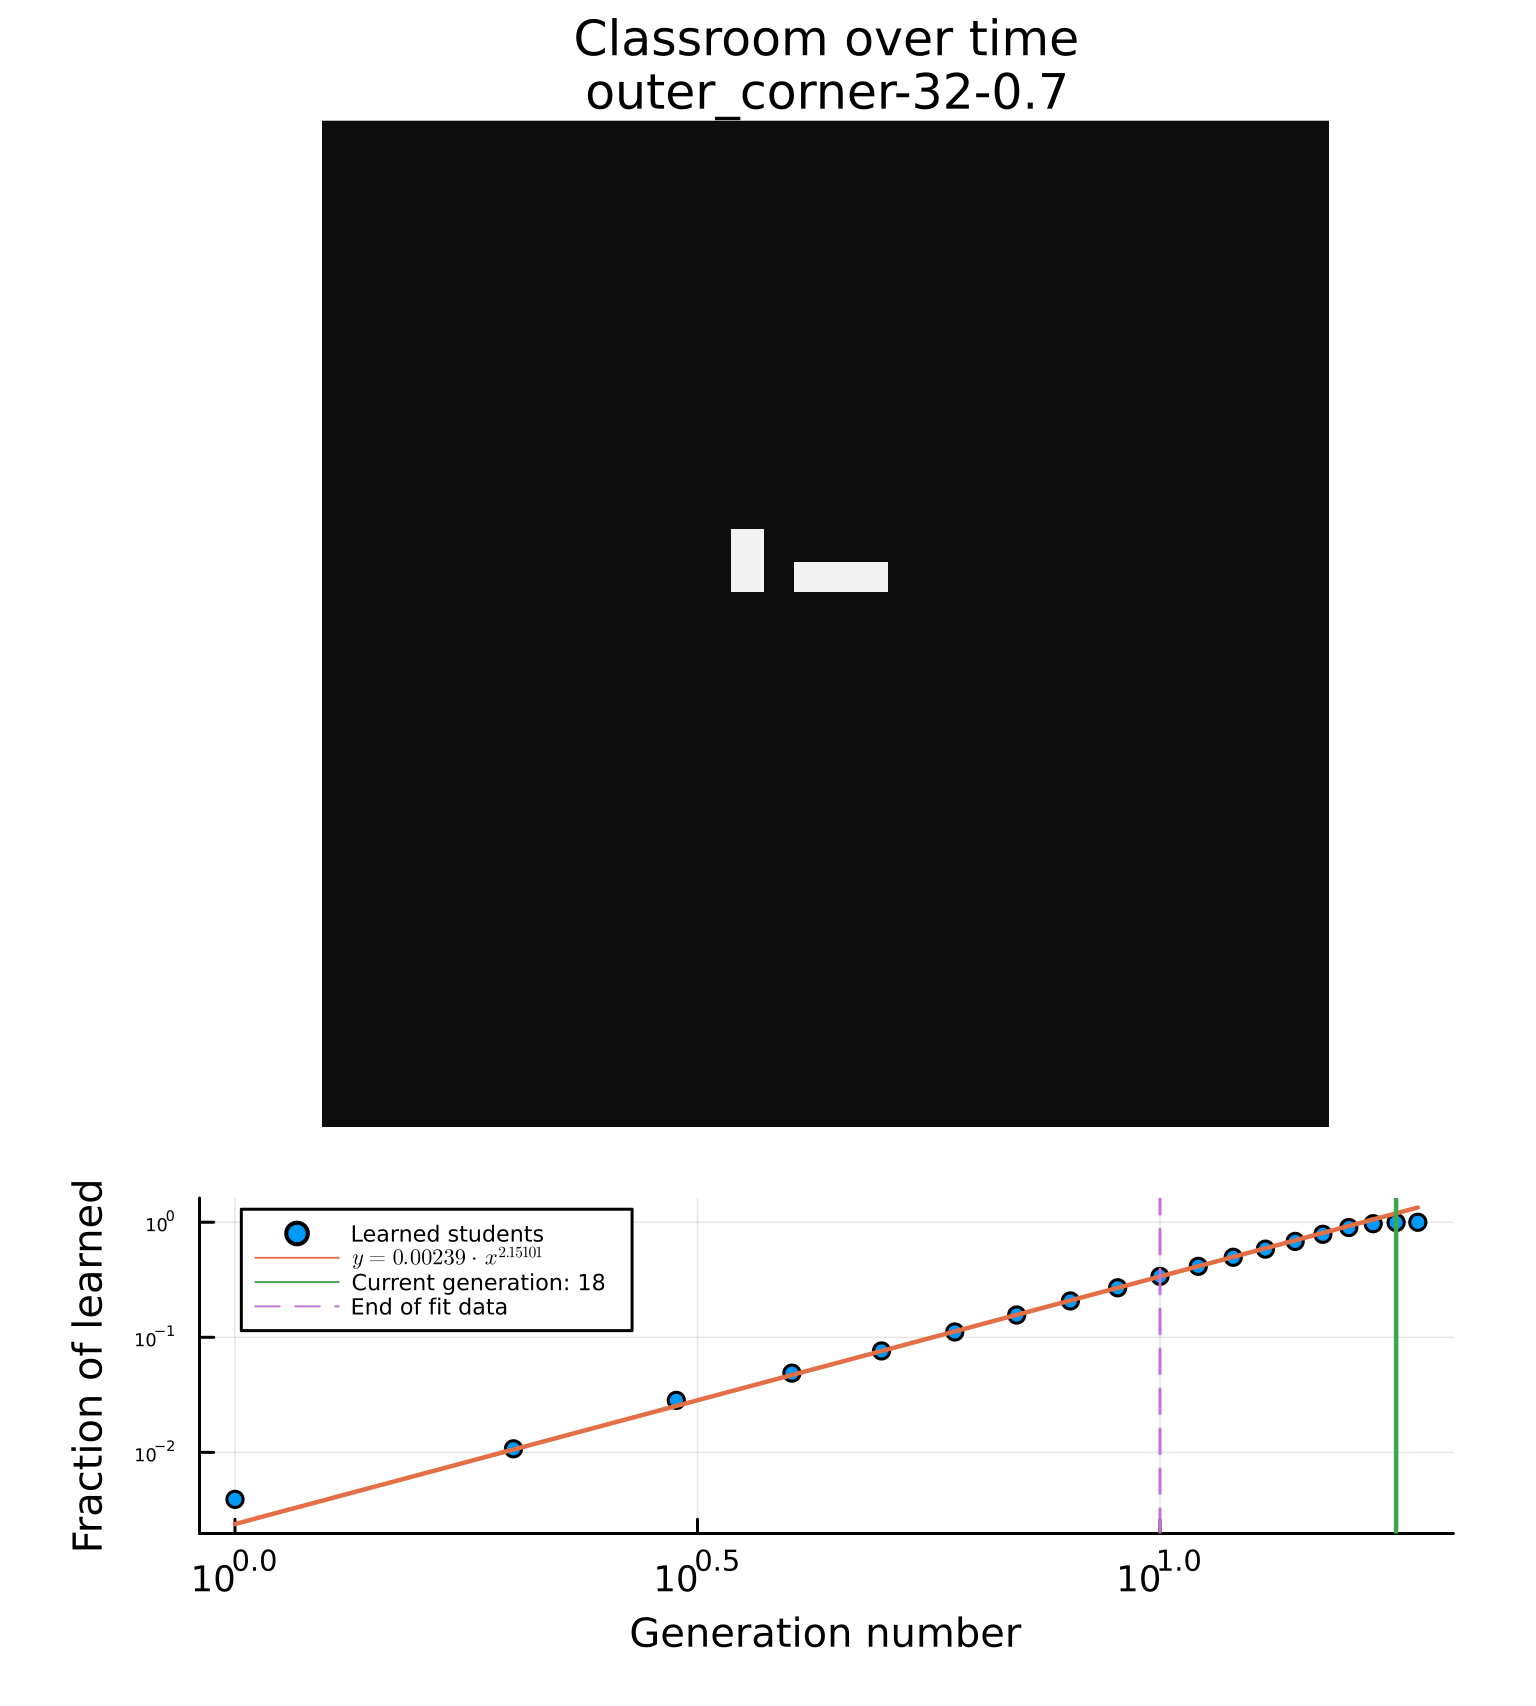 Classroom over time
outer_corner-32-0.7
Fraction of learned
10^0
10^-1
10^-2
Learned students
y = 0.00239 · x^2.15101
Current generation: 18
End of fit data
10^0.0 10^0.5 10^1.0
Generation number